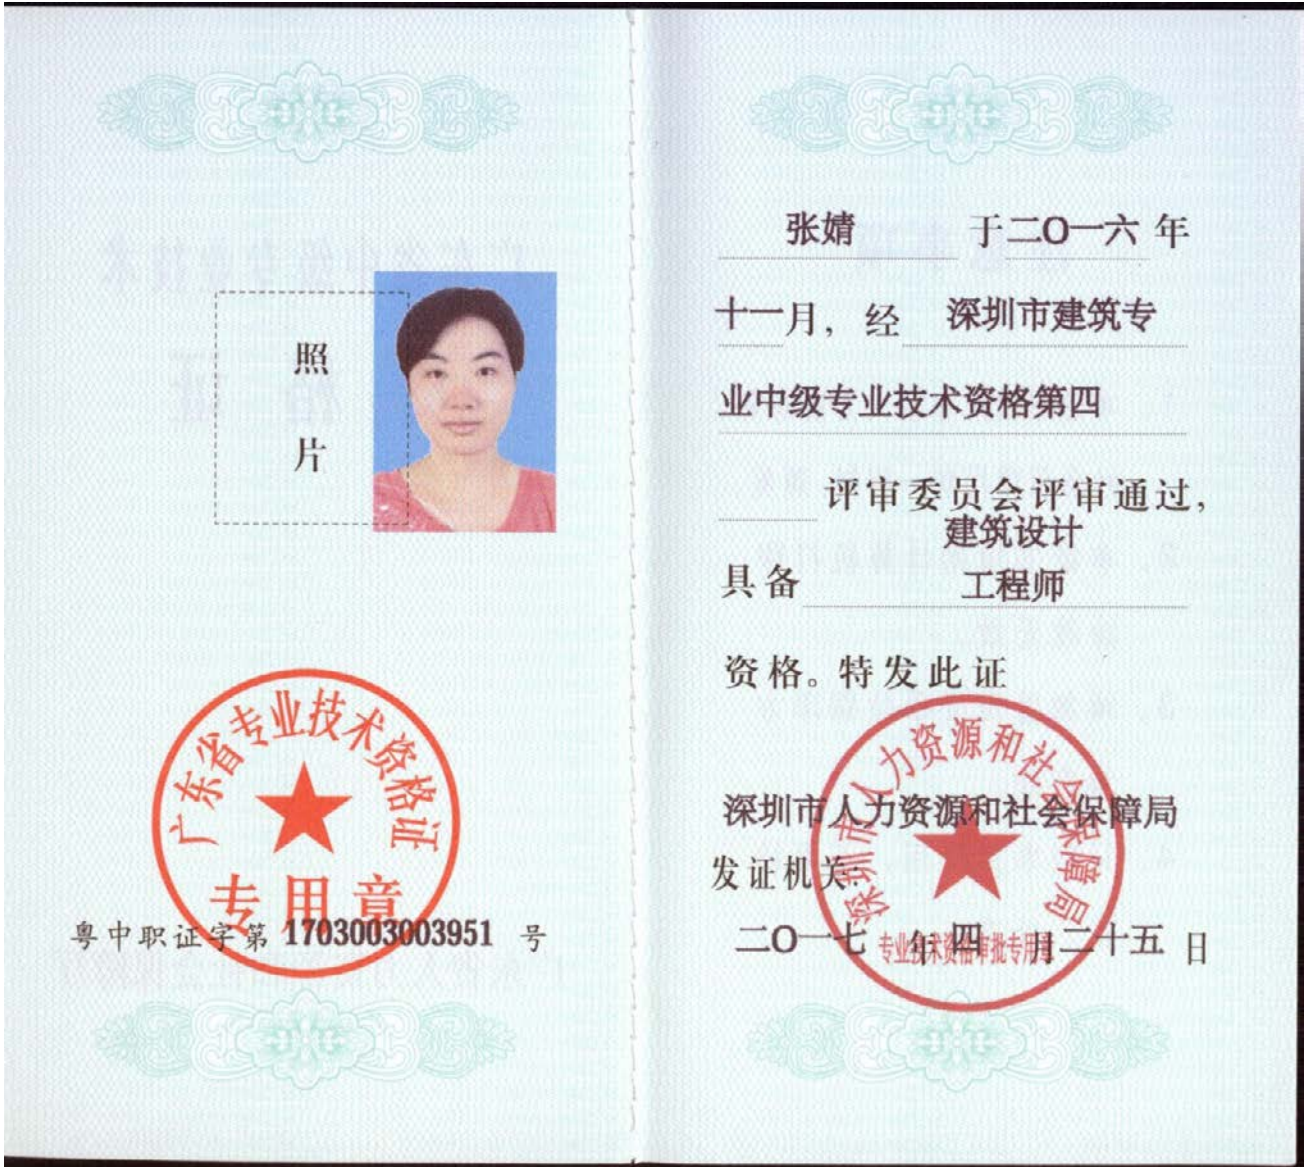 照
片
广东省专业技术资格证
专用章
粤中职证字第 1703003003951 号
张婧 于二〇一六 年
十一月，经 深圳市建筑专
业中级专业技术资格第四
评审委员会评审通过，
建筑设计
具备 工程师
资格。特发此证
深圳市人力资源和社会保障局
深圳市人力资源和社会保障局
发证机关：
二〇一七 年 四 月二十五 日
专业技术资格审批专用章